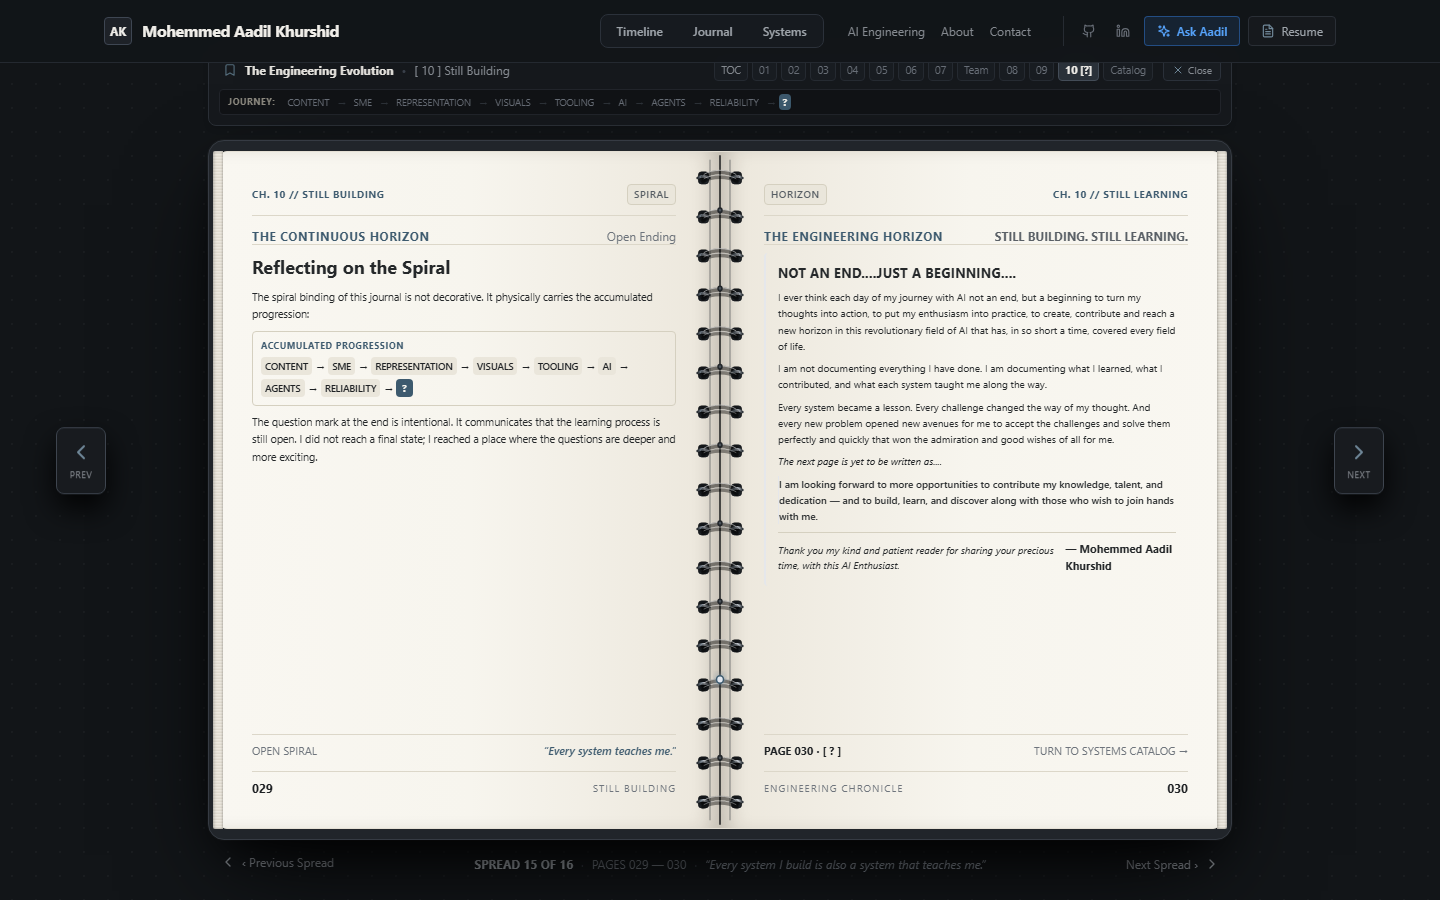 AK Mohemmed Aadil Khurshid Timeline Journal Systems AI Engineering About Contact Ask Aadil Resume
The Engineering Evolution · [ 10 ] Still Building TOC 01 02 03 04 05 06 07 Team 08 09 10 [?] Catalog × Close
JOURNEY: CONTENT → SME → REPRESENTATION → VISUALS → TOOLING → AI → AGENTS → RELIABILITY → ?
CH. 10 // STILL BUILDING SPIRAL
THE CONTINUOUS HORIZON Open Ending
Reflecting on the Spiral
The spiral binding of this journal is not decorative. It physically carries the accumulated
progression:
ACCUMULATED PROGRESSION
CONTENT → SME → REPRESENTATION → VISUALS → TOOLING → AI →
AGENTS → RELIABILITY → ?
The question mark at the end is intentional. It communicates that the learning process is
still open. I did not reach a final state; I reached a place where the questions are deeper and
more exciting.
OPEN SPIRAL "Every system teaches me."
029 STILL BUILDING
HORIZON CH. 10 // STILL LEARNING
THE ENGINEERING HORIZON STILL BUILDING. STILL LEARNING.
NOT AN END....JUST A BEGINNING....
I ever think each day of my journey with AI not an end, but a beginning to turn my
thoughts into action, to put my enthusiasm into practice, to create, contribute and reach a
new horizon in this revolutionary field of AI that has, in so short a time, covered every field
of life.
I am not documenting everything I have done. I am documenting what I learned, what I
contributed, and what each system taught me along the way.
Every system became a lesson. Every challenge changed the way of my thought. And
every new problem opened new avenues for me to accept the challenges and solve them
perfectly and quickly that won the admiration and good wishes of all for me.
The next page is yet to be written as....
I am looking forward to more opportunities to contribute my knowledge, talent, and
dedication — and to build, learn, and discover along with those who wish to join hands
with me.
Thank you my kind and patient reader for sharing your precious
time, with this AI Enthusiast.
— Mohemmed Aadil
Khurshid
PAGE 030 · [ ? ] TURN TO SYSTEMS CATALOG →
ENGINEERING CHRONICLE 030
PREV
NEXT
‹ Previous Spread SPREAD 15 OF 16 · PAGES 029 — 030 · "Every system I build is also a system that teaches me." Next Spread ›